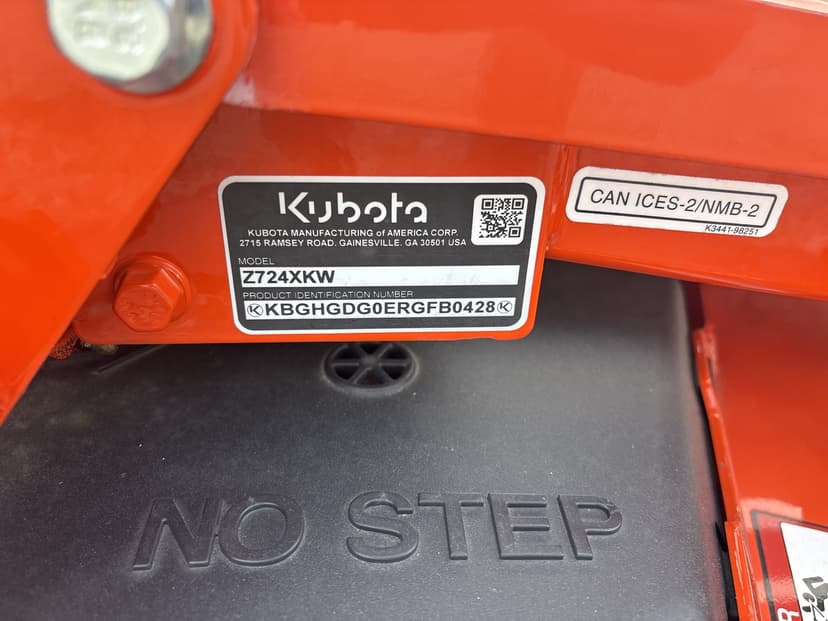 Kubota
KUBOTA MANUFACTURING of AMERICA CORP.
2715 RAMSEY ROAD. GAINESVILLE. GA 30501 USA
MODEL
Z724XKW
PRODUCT IDENTIFICATION NUMBER
KBGHGDG0ERGFB0428
CAN ICES-2/NMB-2
K3441-98251
NO STEP